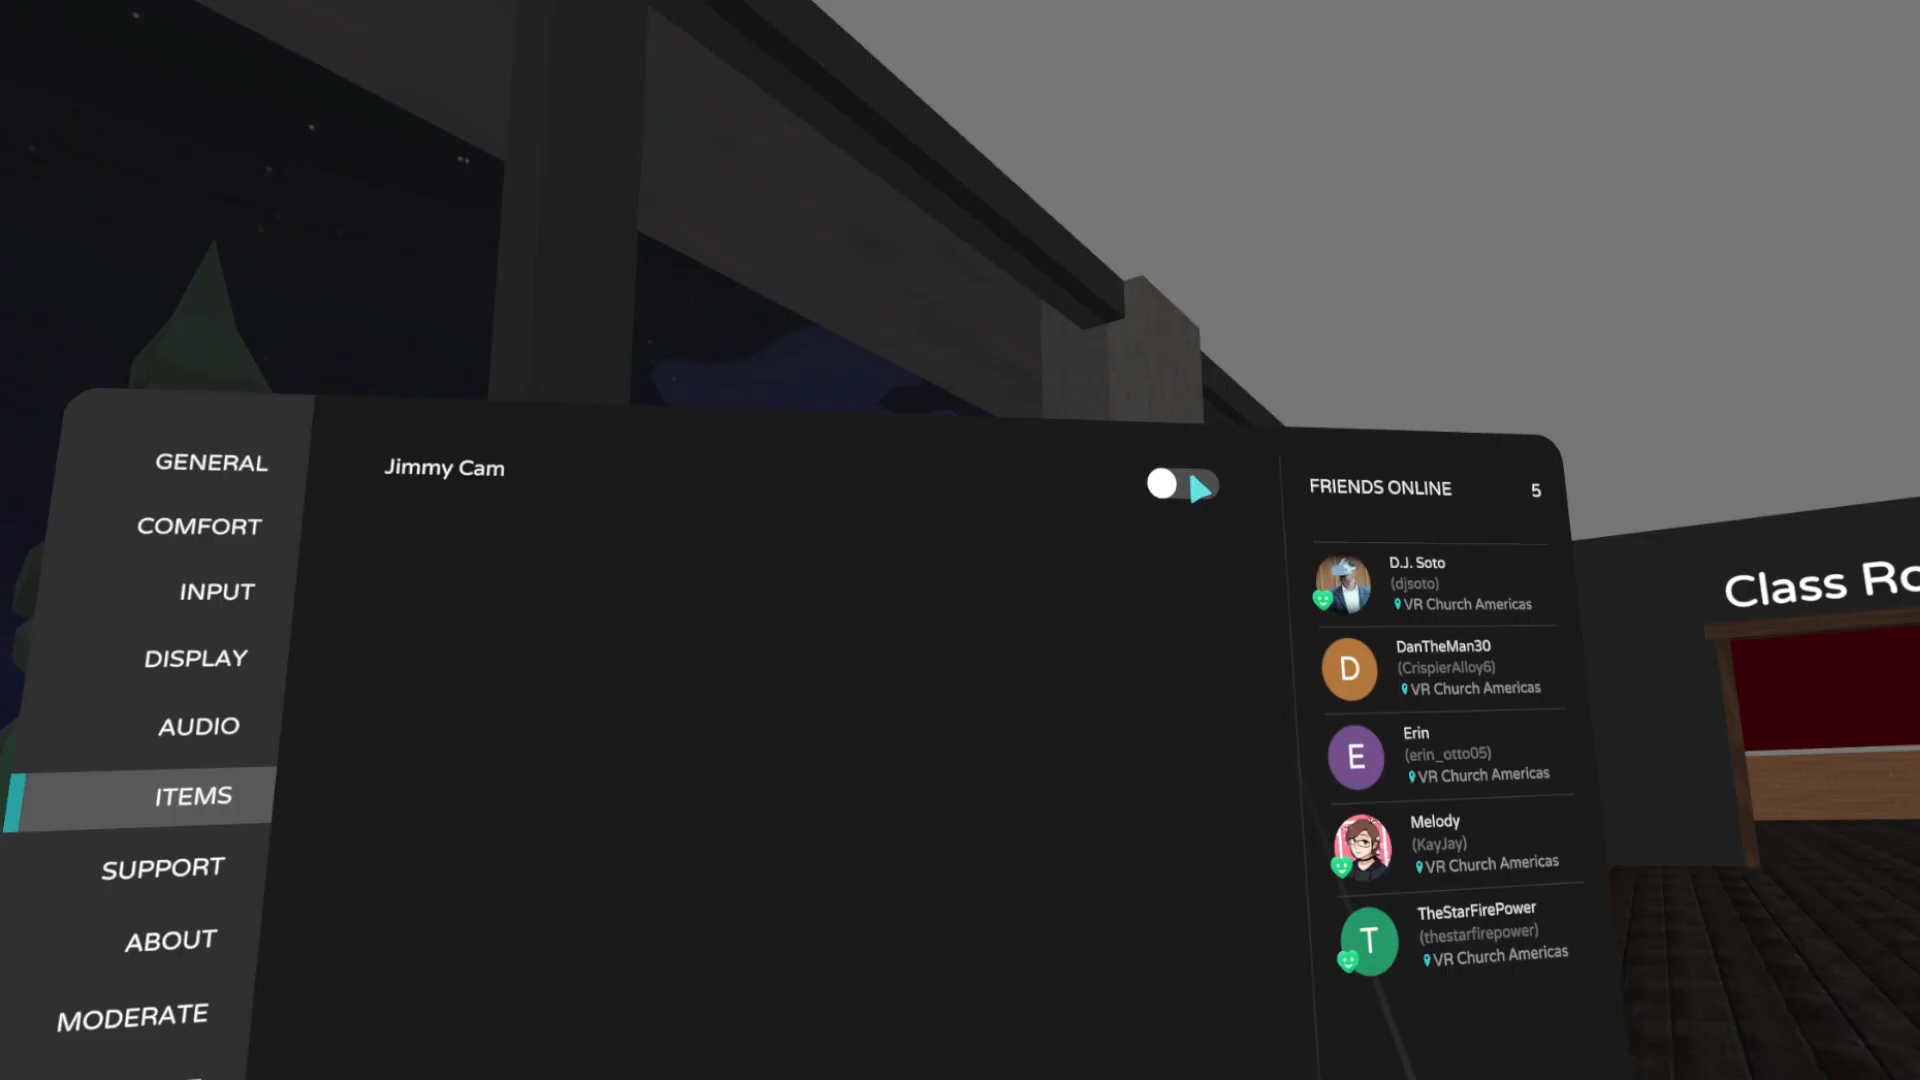 GENERAL
COMFORT
INPUT
DISPLAY
AUDIO
ITEMS
SUPPORT
ABOUT
MODERATE
Jimmy Cam
FRIENDS ONLINE 5
D.J. Soto
(djsoto)
VR Church Americas
D
DanTheMan30
(CrispierAlloy6)
VR Church Americas
E
Erin
(erin_otto05)
VR Church Americas
Melody
(KayJay)
VR Church Americas
T
TheStarFirePower
(thestarfirepower)
VR Church Americas
Class Ro